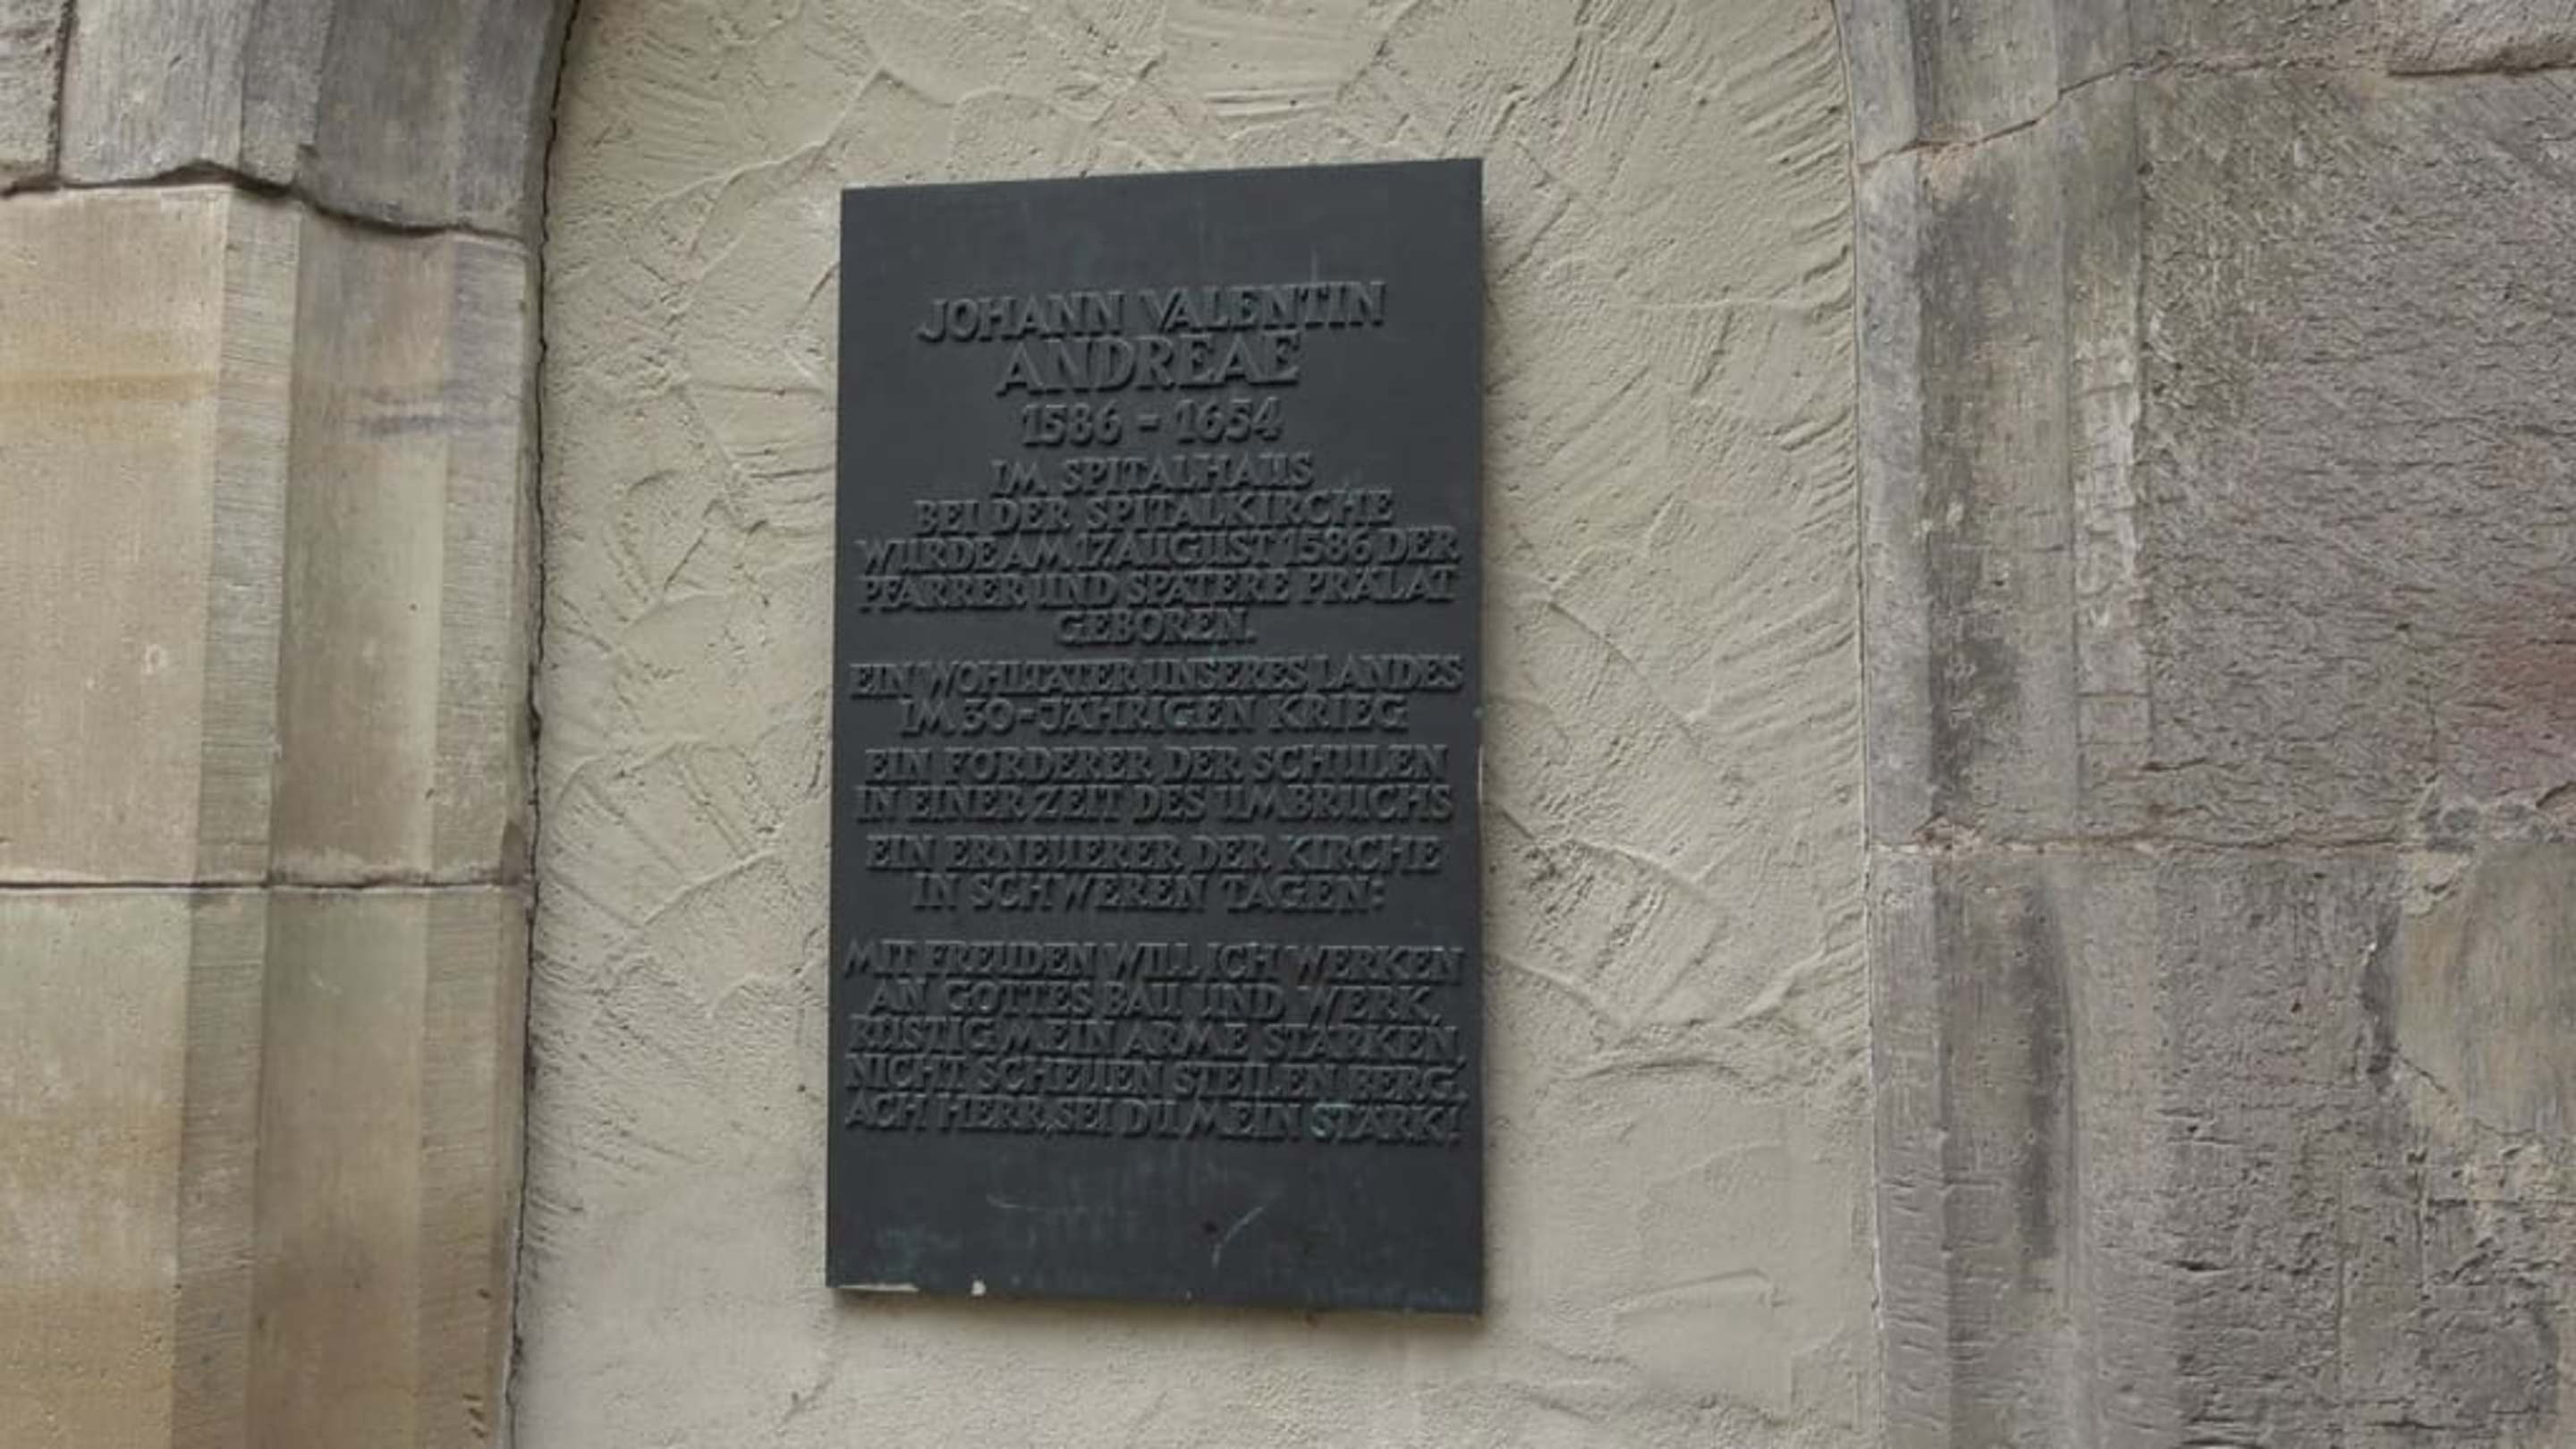 JOHANN VALENTIN
ANDREAE
1586 - 1654
IM SPITALHAUS
BEI DER SPITALKIRCHE
WURDE AM 17. AUGUST 1586 DER
PFARRER UND SPÄTERE PRÄLAT
GEBOREN.
EIN WOHLTÄTER UNSERES LANDES
IM 30-JÄHRIGEN KRIEG
EIN FÖRDERER DER SCHULEN
IN EINER ZEIT DES UMBRUCHS
EIN ERNEUERER DER KIRCHE
IN SCHWEREN TAGEN:
MIT FREUDEN WILL ICH WERKEN
AN GOTTES BAU UND WERK,
RÜSTIG MEIN ARME STÄRKEN,
NICHT SCHEUEN STEILEN BERG.
ACH HERR, SEI DU MEIN STÄRK!